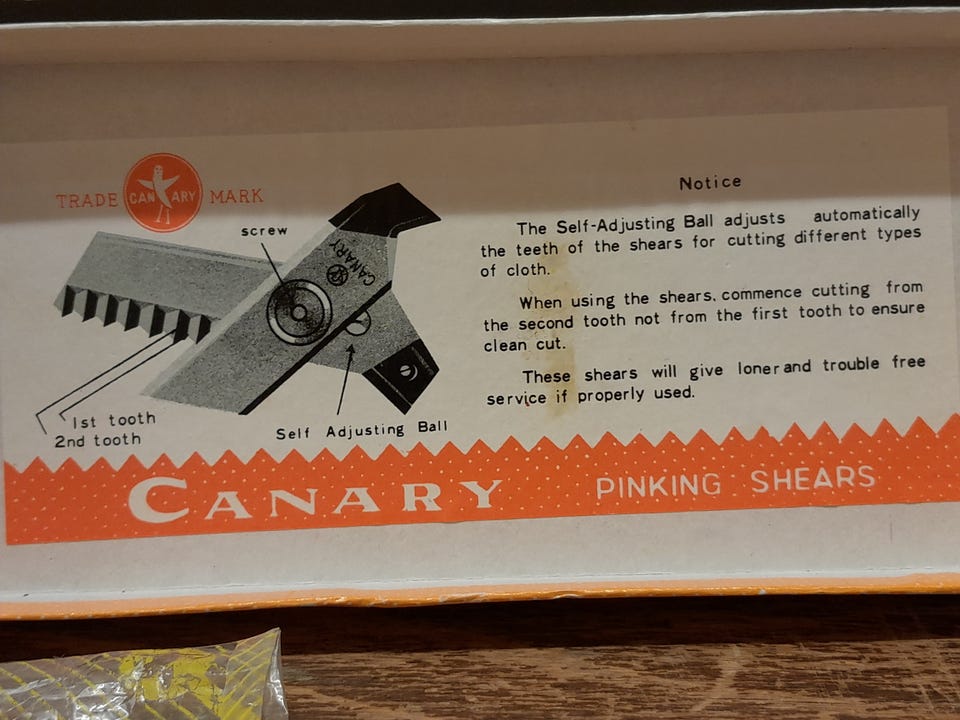 TRADE CANARY MARK
screw
CANARY
1st tooth
2nd tooth
Self Adjusting Ball
Notice
The Self-Adjusting Ball adjusts automatically
the teeth of the shears for cutting different types
of cloth.
When using the shears, commence cutting from
the second tooth not from the first tooth to ensure
clean cut.
These shears will give loner and trouble free
service if properly used.
CANARY PINKING SHEARS